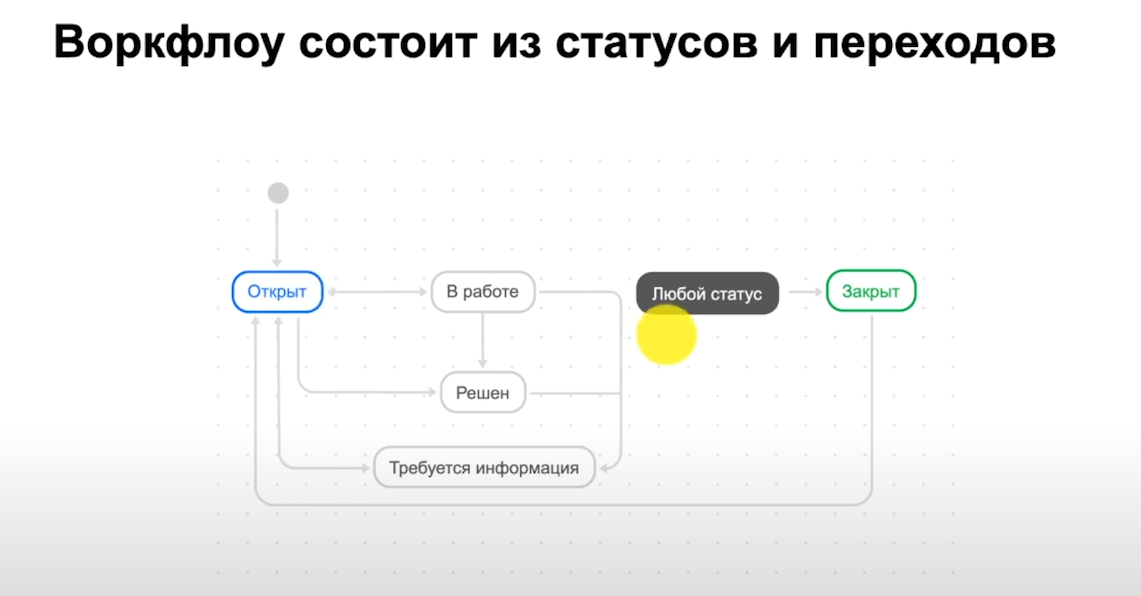 Воркфлоу состоит из статусов и переходов
Открыт
В работе
Любой статус
Закрыт
Решен
Требуется информация